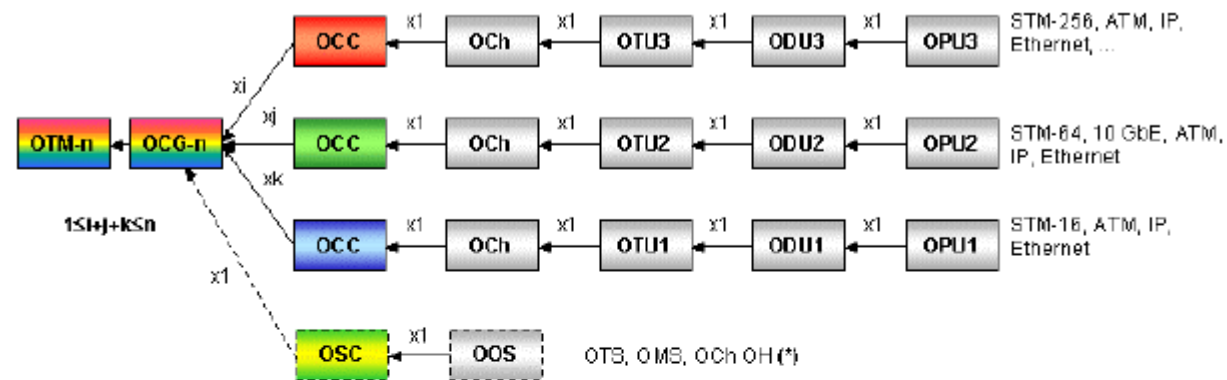 x1 x1 x1 x1
OCC OCh OTU3 ODU3 OPU3
STM-256, ATM, IP,
Ethernet, ...
xi
xj
OTM-n OCG-n
x1 x1 x1 x1
OCC OCh OTU2 ODU2 OPU2
STM-64, 10 GbE, ATM,
IP, Ethernet
xk
1≤i+j+k≤n
x1 x1 x1 x1
OCC OCh OTU1 ODU1 OPU1
STM-16, ATM, IP,
Ethernet
x1
x1
OSC OOS
OTS, OMS, OCh OH (*)